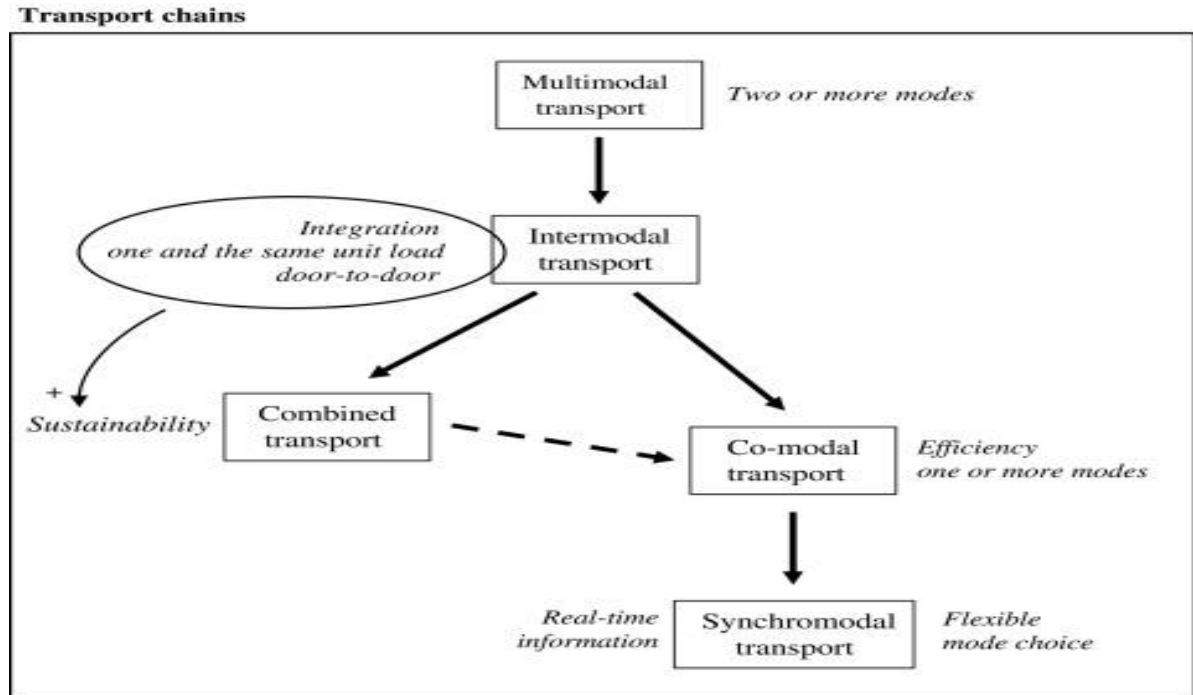 Transport chains
Multimodal
transport
Two or more modes
Integration
one and the same unit load
door-to-door
Intermodal
transport
+
Sustainability
Combined
transport
Co-modal
transport
Efficiency
one or more modes
Real-time
information
Synchromodal
transport
Flexible
mode choice